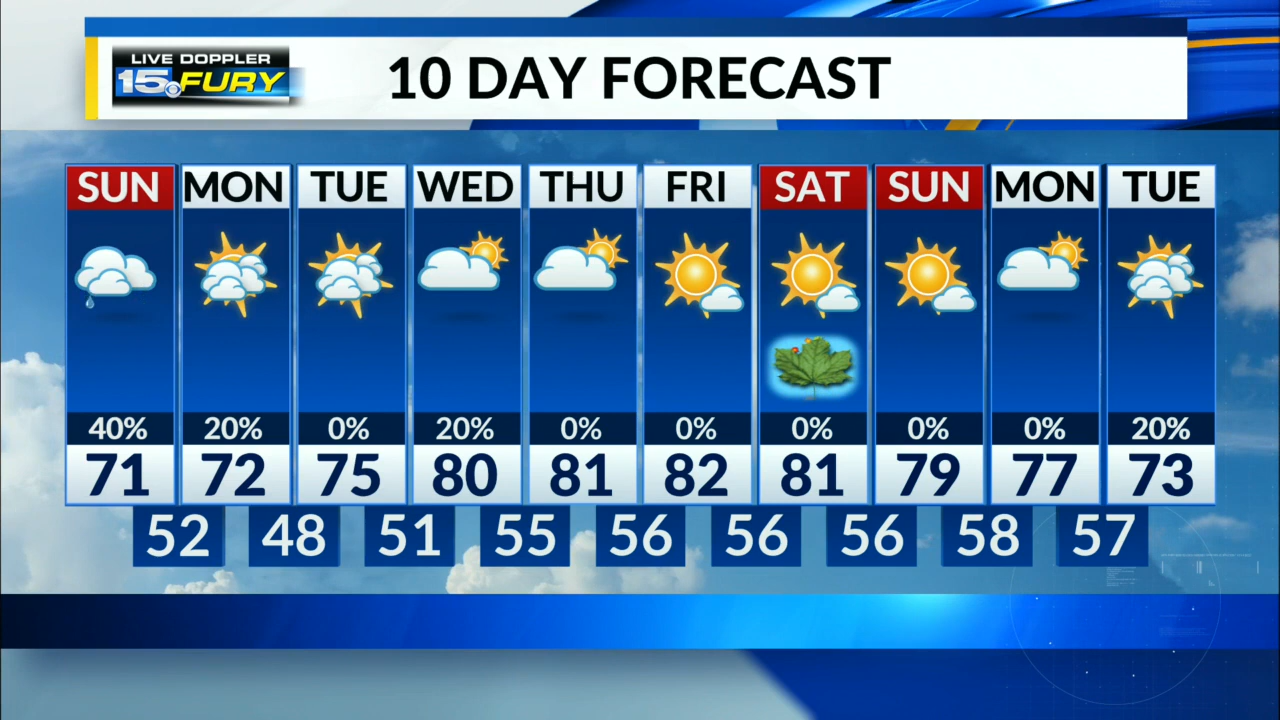 LIVE DOPPLER
15 FURY
10 DAY FORECAST
SUN MON TUE WED THU FRI SAT SUN MON TUE
40% 20% 0% 20% 0% 0% 0% 0% 0% 20%
71 72 75 80 81 82 81 79 77 73
52 48 51 55 56 56 56 58 57